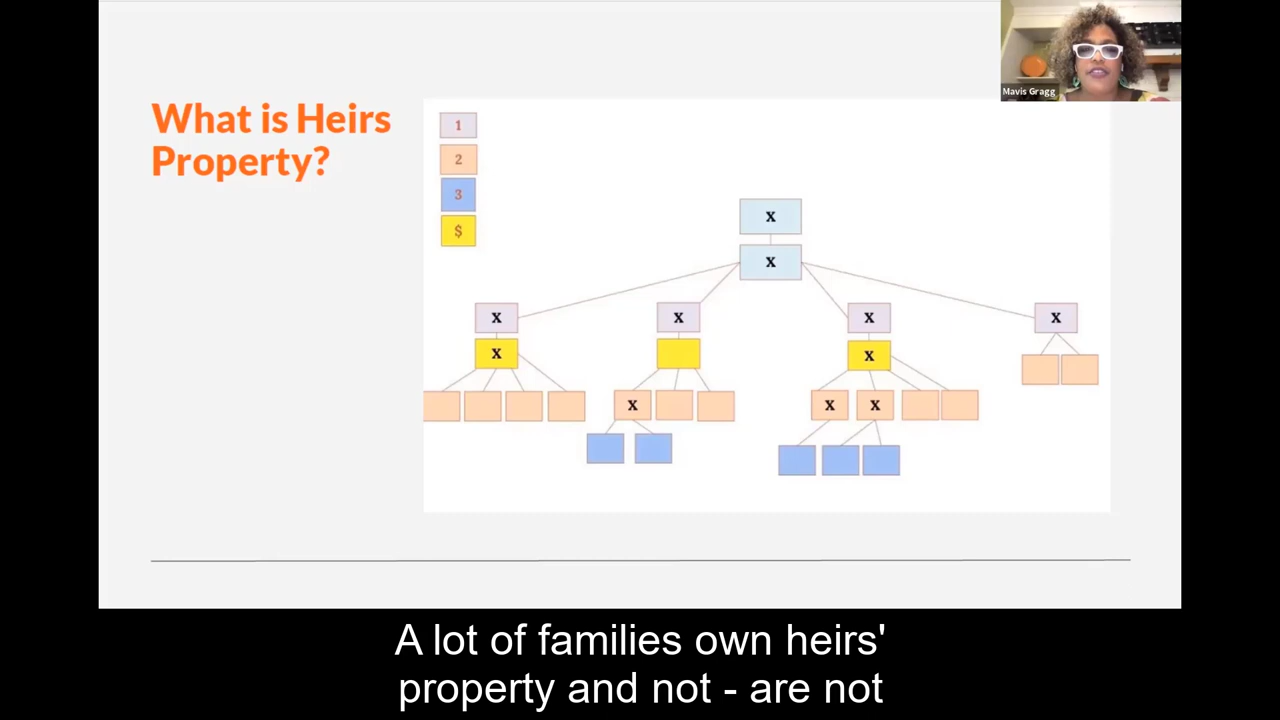 Mavis Gragg
What is Heirs
Property?
1
2
3
$
X
X
X X X X
X X
X X X
A lot of families own heirs'
property and not - are not